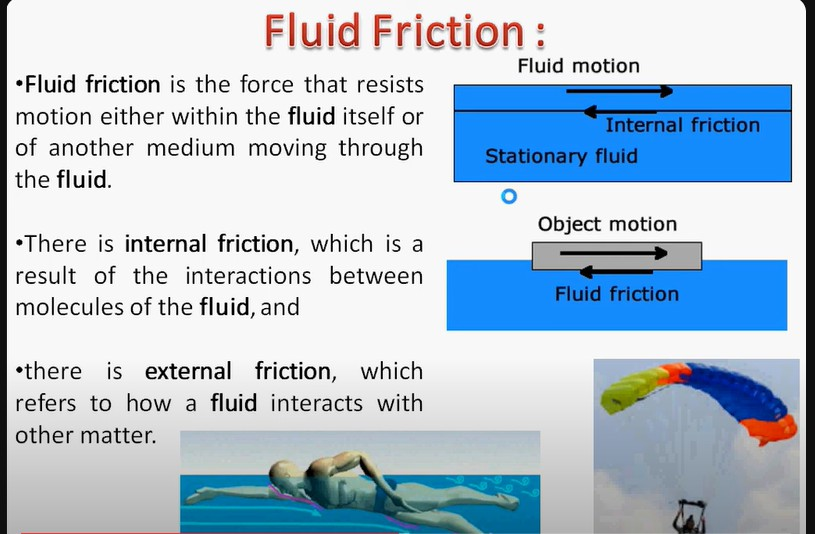 Fluid Friction :
•Fluid friction is the force that resists
motion either within the fluid itself or
of another medium moving through
the fluid.
•There is internal friction, which is a
result of the interactions between
molecules of the fluid, and
•there is external friction, which
refers to how a fluid interacts with
other matter.
Fluid motion
Internal friction
Stationary fluid
Object motion
Fluid friction